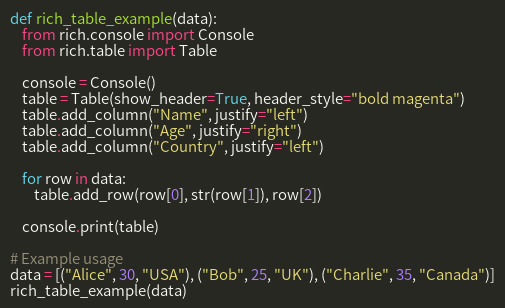 def rich_table_example(data):
    from rich.console import Console
    from rich.table import Table

    console = Console()
    table = Table(show_header=True, header_style="bold magenta")
    table.add_column("Name", justify="left")
    table.add_column("Age", justify="right")
    table.add_column("Country", justify="left")

    for row in data:
        table.add_row(row[0], str(row[1]), row[2])

    console.print(table)

# Example usage
data = [("Alice", 30, "USA"), ("Bob", 25, "UK"), ("Charlie", 35, "Canada")]
rich_table_example(data)